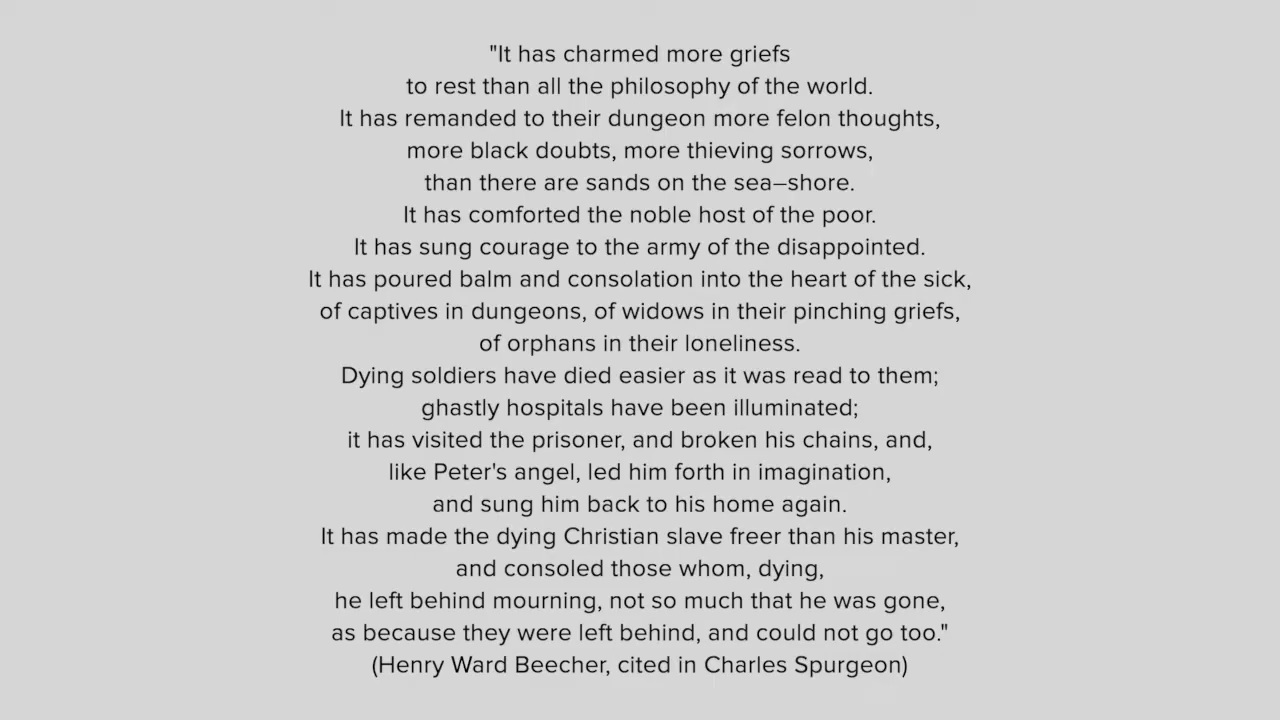 "It has charmed more griefs
to rest than all the philosophy of the world.
It has remanded to their dungeon more felon thoughts,
more black doubts, more thieving sorrows,
than there are sands on the sea–shore.
It has comforted the noble host of the poor.
It has sung courage to the army of the disappointed.
It has poured balm and consolation into the heart of the sick,
of captives in dungeons, of widows in their pinching griefs,
of orphans in their loneliness.
Dying soldiers have died easier as it was read to them;
ghastly hospitals have been illuminated;
it has visited the prisoner, and broken his chains, and,
like Peter's angel, led him forth in imagination,
and sung him back to his home again.
It has made the dying Christian slave freer than his master,
and consoled those whom, dying,
he left behind mourning, not so much that he was gone,
as because they were left behind, and could not go too."
(Henry Ward Beecher, cited in Charles Spurgeon)